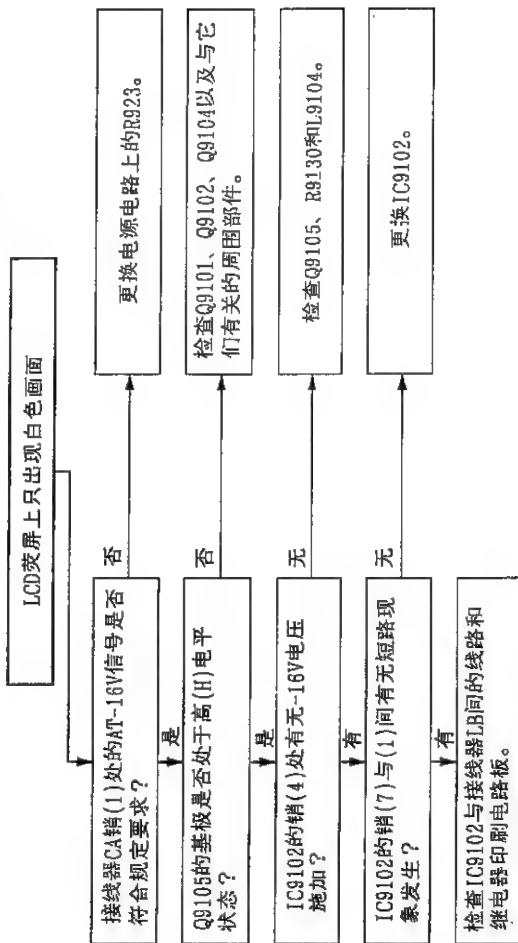 LCD荧屏上只出现白色画面
接线器CA销(1)处的AT-16V信号是否
符合规定要求？
否
更换电源电路上的R923。
是
Q9105的基极是否处于高(H)电平
状态？
否
检查Q9101、Q9102、Q9104以及与它
们有关的周围部件。
是
IC9102的销(4)处有无-16V电压
施加？
无
检查Q9105、R9130和L9104。
有
IC9102的销(7)与(1)间有无短路现
象发生？
无
更换IC9102。
有
检查IC9102与接线器LB间的线路和
继电器印刷电路板。